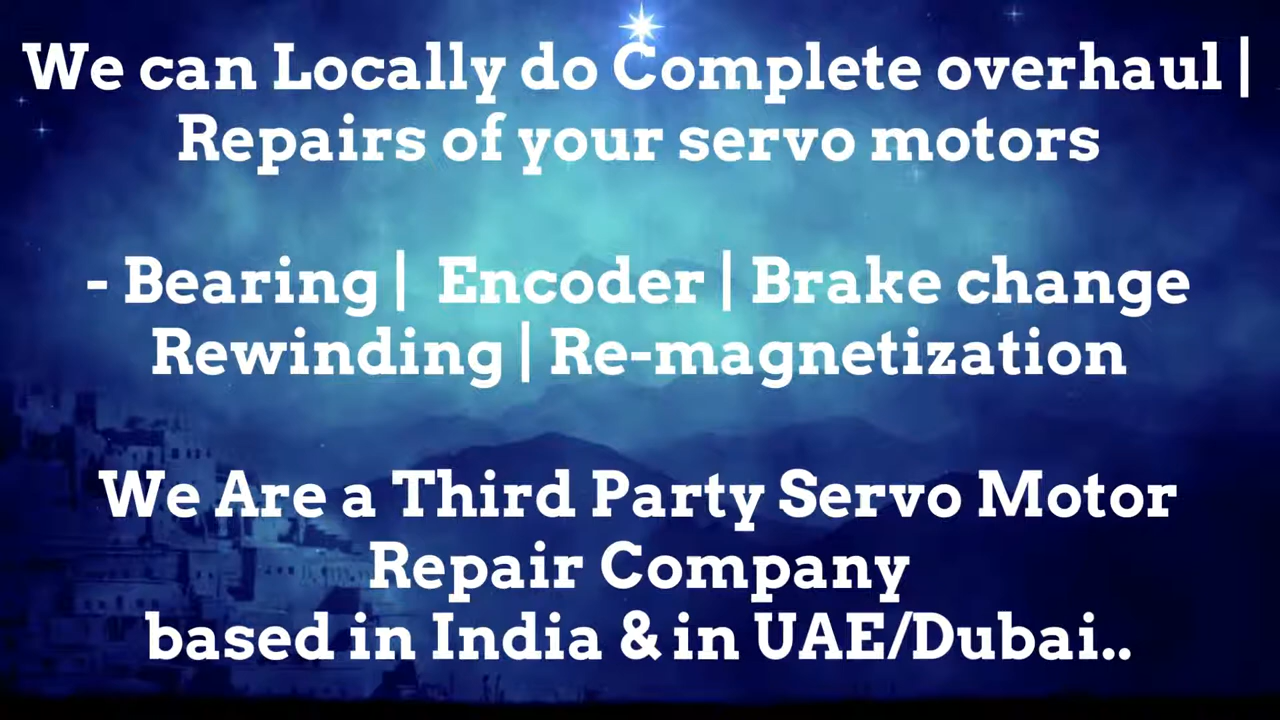 We can Locally do Complete overhaul |
Repairs of your servo motors
- Bearing | Encoder | Brake change
Rewinding | Re-magnetization
We Are a Third Party Servo Motor
Repair Company
based in India & in UAE/Dubai..